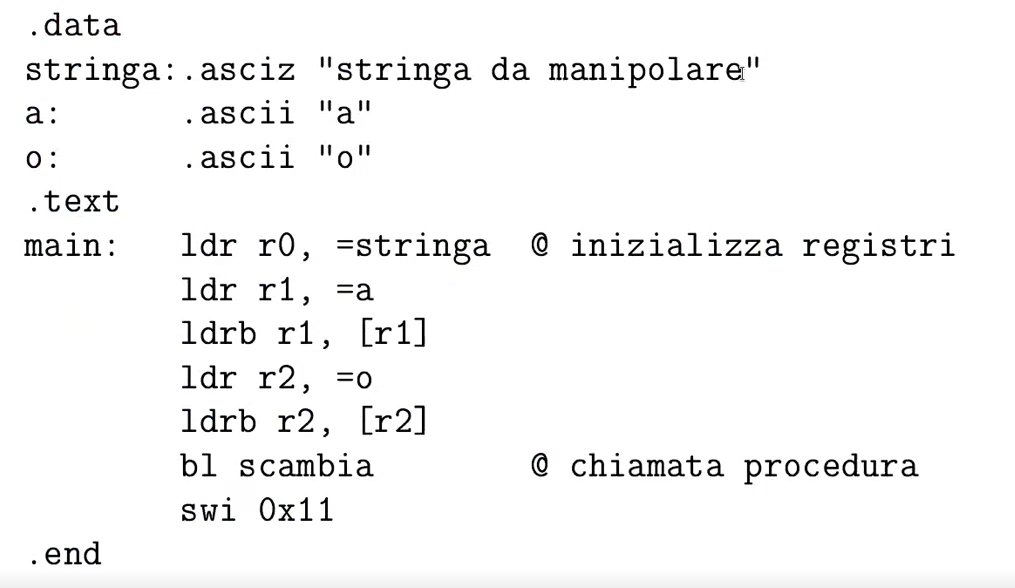 .data
stringa:.asciz "stringa da manipolare"
a: .ascii "a"
o: .ascii "o"
.text
main: ldr r0, =stringa @ inizializza registri
ldr r1, =a
ldrb r1, [r1]
ldr r2, =o
ldrb r2, [r2]
bl scambia @ chiamata procedura
swi 0x11
.end